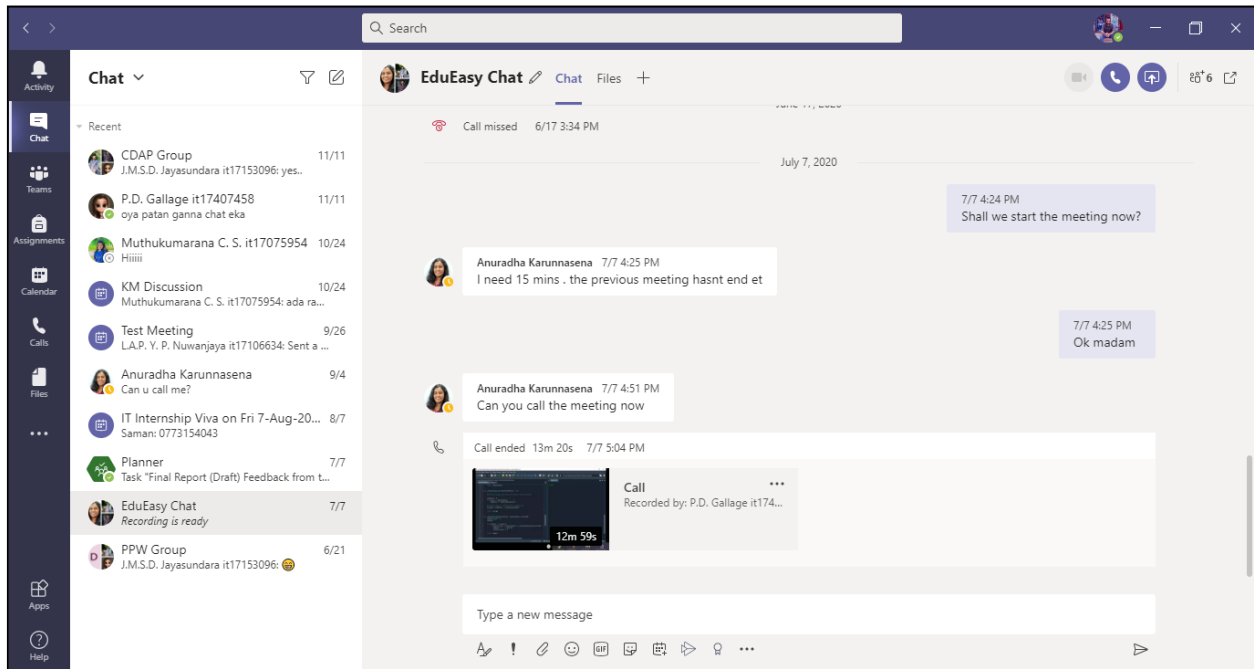 Search
Activity
Chat
Teams
Assignments
Calendar
Calls
Files
Apps
Help
Chat
Recent
CDAP Group 11/11
J.M.S.D. Jayasundara it17153096: yes..
P.D. Gallage it17407458 11/11
oya patan ganna chat eka
Muthukumarana C. S. it17075954 10/24
Hiiiii
KM Discussion 10/24
Muthukumarana C. S. it17075954: ada ra...
Test Meeting 9/26
L.A.P. Y. P. Nuwanjaya it17106634: Sent a ...
Anuradha Karunnasena 9/4
Can u call me?
IT Internship Viva on Fri 7-Aug-20... 8/7
Saman: 0773154043
Planner 7/7
Task "Final Report (Draft) Feedback from t...
EduEasy Chat 7/7
Recording is ready
PPW Group 6/21
J.M.S.D. Jayasundara it17153096:
EduEasy Chat Chat Files 6
Call missed 6/17 3:34 PM
July 7, 2020
7/7 4:24 PM
Shall we start the meeting now?
Anuradha Karunnasena 7/7 4:25 PM
I need 15 mins . the previous meeting hasnt end et
7/7 4:25 PM
Ok madam
Anuradha Karunnasena 7/7 4:51 PM
Can you call the meeting now
Call ended 13m 20s 7/7 5:04 PM
Call
Recorded by: P.D. Gallage it174...
12m 59s
Type a new message
GIF